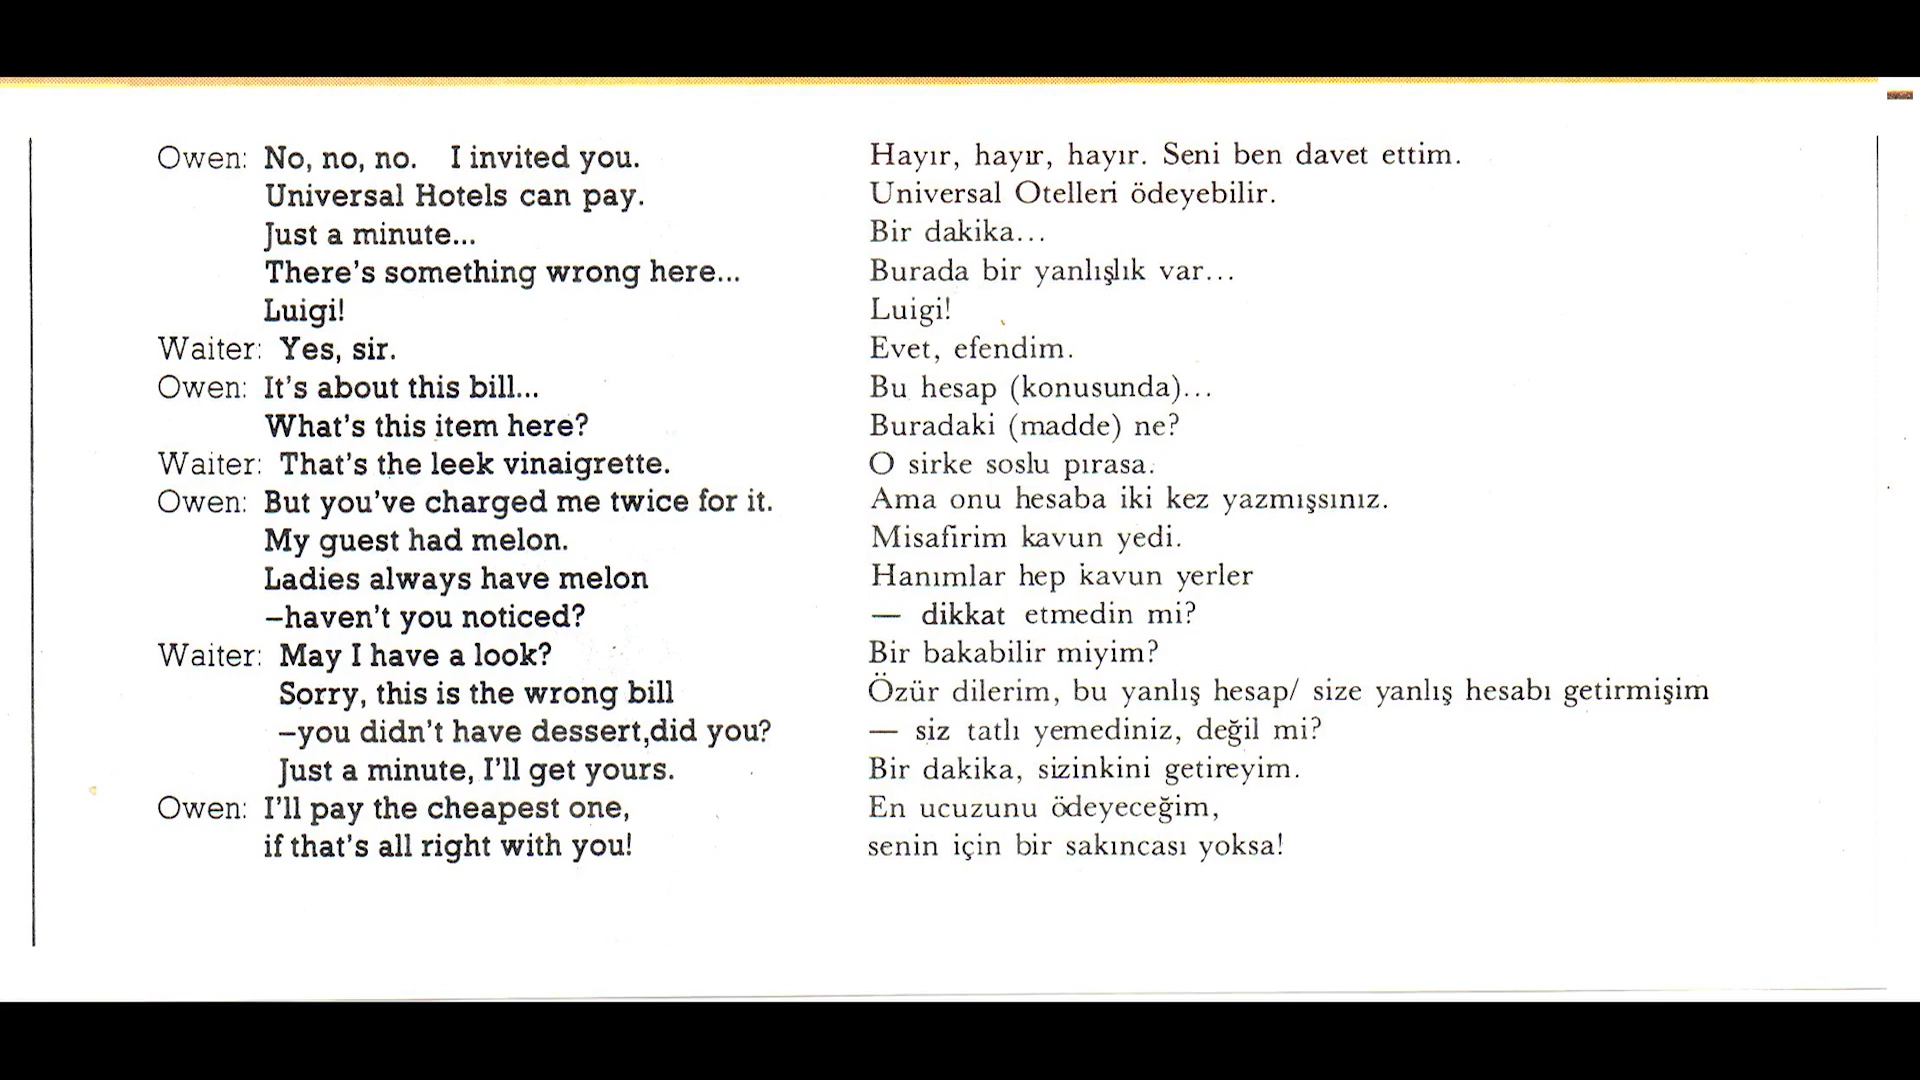 Owen: No, no, no. I invited you.
Universal Hotels can pay.
Just a minute...
There's something wrong here...
Luigi!
Waiter: Yes, sir.
Owen: It's about this bill...
What's this item here?
Waiter: That's the leek vinaigrette.
Owen: But you've charged me twice for it.
My guest had melon.
Ladies always have melon
–haven't you noticed?
Waiter: May I have a look?
Sorry, this is the wrong bill
–you didn't have dessert,did you?
Just a minute, I'll get yours.
Owen: I'll pay the cheapest one,
if that's all right with you!
Hayır, hayır, hayır. Seni ben davet ettim.
Universal Otelleri ödeyebilir.
Bir dakika...
Burada bir yanlışlık var...
Luigi!
Evet, efendim.
Bu hesap (konusunda)...
Buradaki (madde) ne?
O sirke soslu pırasa.
Ama onu hesaba iki kez yazmışsınız.
Misafirim kavun yedi.
Hanımlar hep kavun yerler
— dikkat etmedin mi?
Bir bakabilir miyim?
Özür dilerim, bu yanlış hesap/ size yanlış hesabı getirmişim
— siz tatlı yemediniz, değil mi?
Bir dakika, sizinkini getireyim.
En ucuzunu ödeyeceğim,
senin için bir sakıncası yoksa!